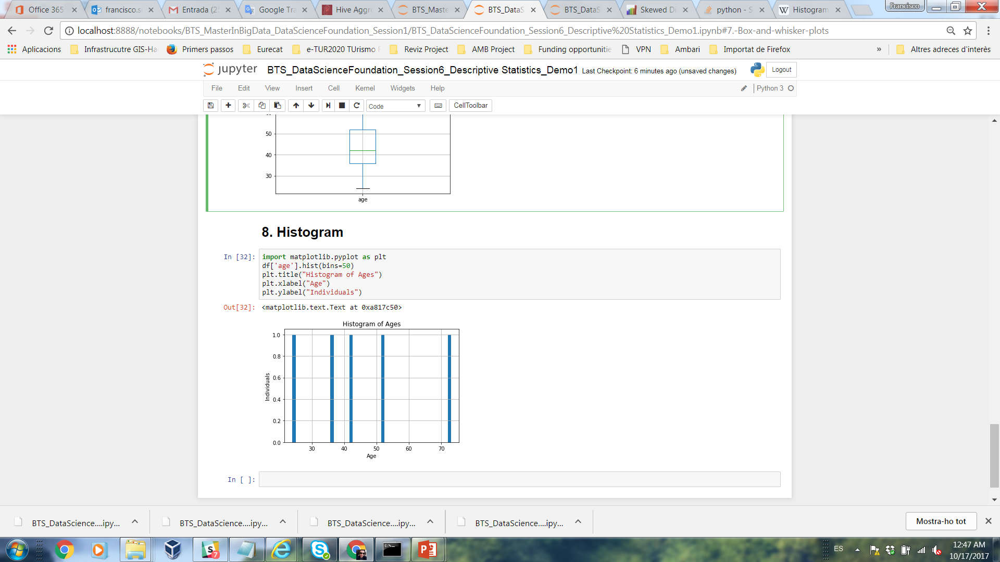 Office 365
francisco.s
Entrada (2
Google Tra
Hive Aggr
BTS_Maste
BTS_DataS
BTS_DataS
Skewed Di
python - S
Histogram
Francisco
localhost:8888/notebooks/BTS_MasterInBigData_DataScienceFoundation_Session1/BTS_DataScienceFoundation_Session6_Descriptive%20Statistics_Demo1.ipynb#7.-Box-and-whisker-plots
Aplicacions
Infrastrucutre GIS-Ha
Primers passos
Eurecat
e-TUR2020 TUrismo
Reviz Project
AMB Project
Funding opportunitie
VPN
Ambari
Importat de Firefox
»
Altres adreces d'interès
jupyter
BTS_DataScienceFoundation_Session6_Descriptive Statistics_Demo1
Last Checkpoint: 6 minutes ago (unsaved changes)
Logout
File
Edit
View
Insert
Cell
Kernel
Widgets
Help
Python 3
Code
CellToolbar
50
40
30
age
8. Histogram
In [32]:
import matplotlib.pyplot as plt
df['age'].hist(bins=50)
plt.title("Histogram of Ages")
plt.xlabel("Age")
plt.ylabel("Individuals")
Out[32]:
<matplotlib.text.Text at 0xa817c50>
Histogram of Ages
1.0
0.8
0.6
0.4
0.2
0.0
Individuals
30
40
50
60
70
Age
In [ ]:
BTS_DataScience....ipy...
BTS_DataScience....ipy...
BTS_DataScience....ipy...
BTS_DataScience....ipy...
Mostra-ho tot
7
ES
12:47 AM
10/17/2017